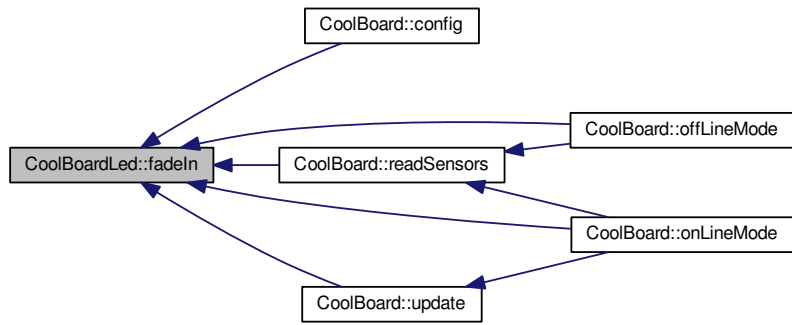 CoolBoard::config
CoolBoard::offLineMode
CoolBoardLed::fadeIn
CoolBoard::readSensors
CoolBoard::onLineMode
CoolBoard::update